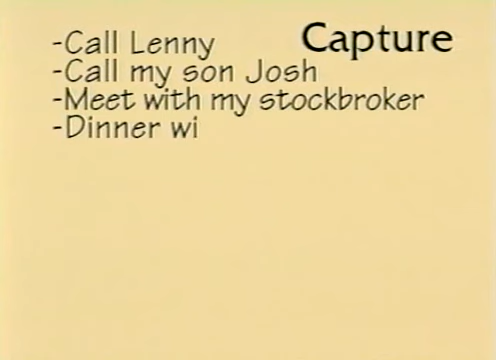 Capture
-Call Lenny
-Call my son Josh
-Meet with my stockbroker
-Dinner wi